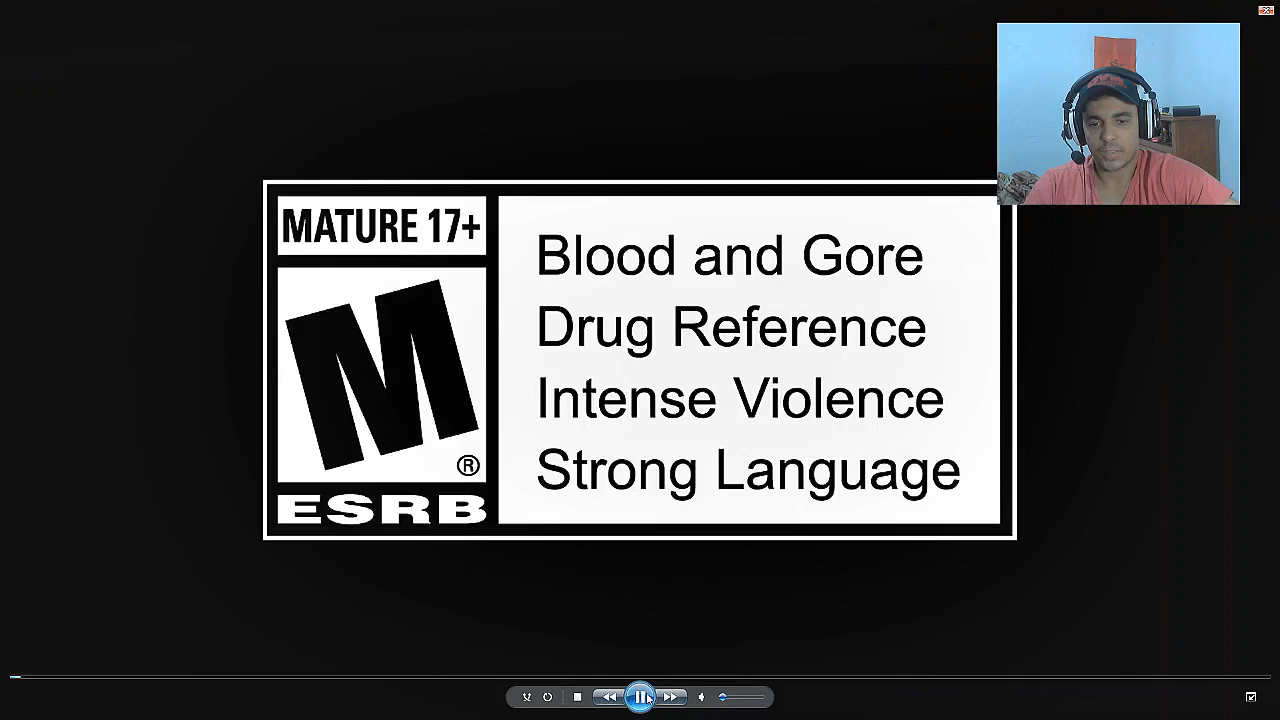 MATURE 17+
M
®
ESRB
Blood and Gore
Drug Reference
Intense Violence
Strong Language